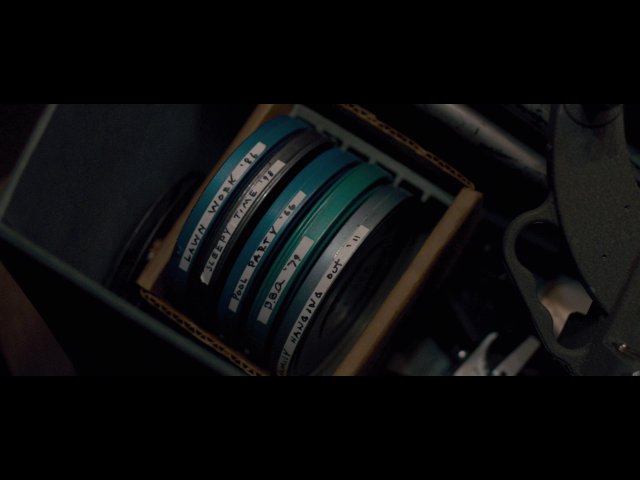 LAWN WORK '86
SLEEPY TIME '98
POOL PARTY '66
BBQ '79
HANGING OUT '11